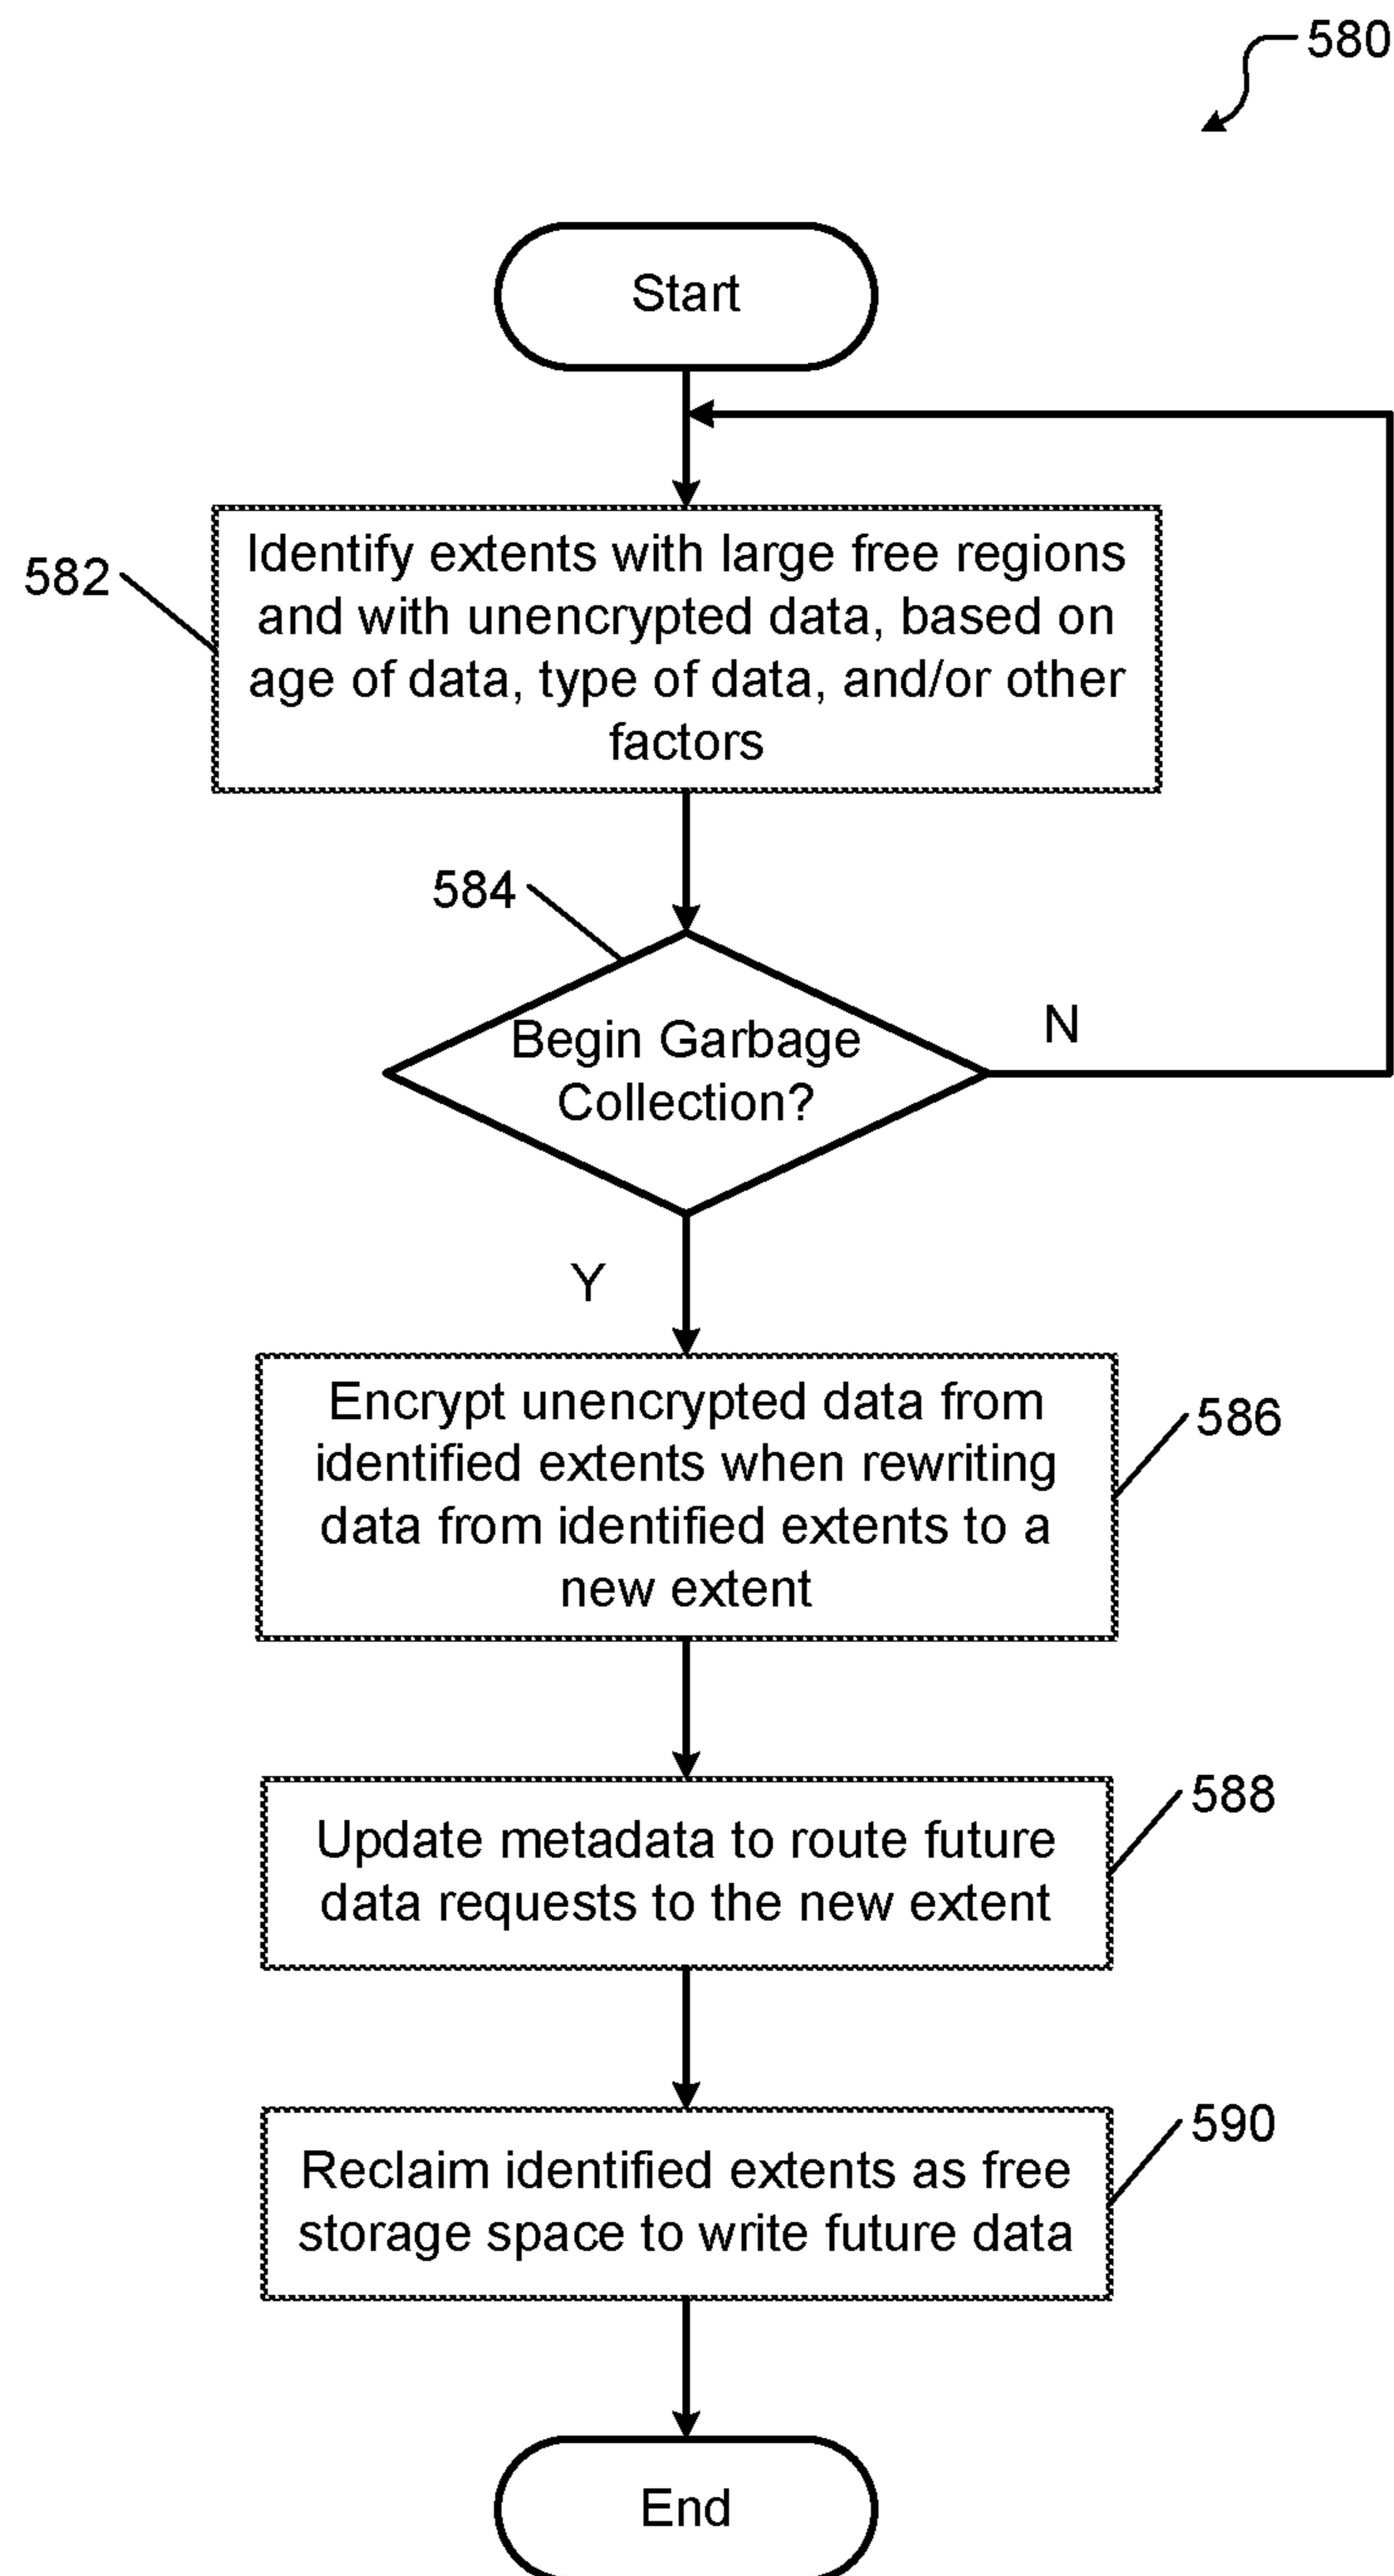 580
Start
582
Identify extents with large free regions
and with unencrypted data, based on
age of data, type of data, and/or other
factors
584
Begin Garbage
Collection?
N
Y
Encrypt unencrypted data from
identified extents when rewriting
data from identified extents to a
new extent
586
Update metadata to route future
data requests to the new extent
588
Reclaim identified extents as free
storage space to write future data
590
End